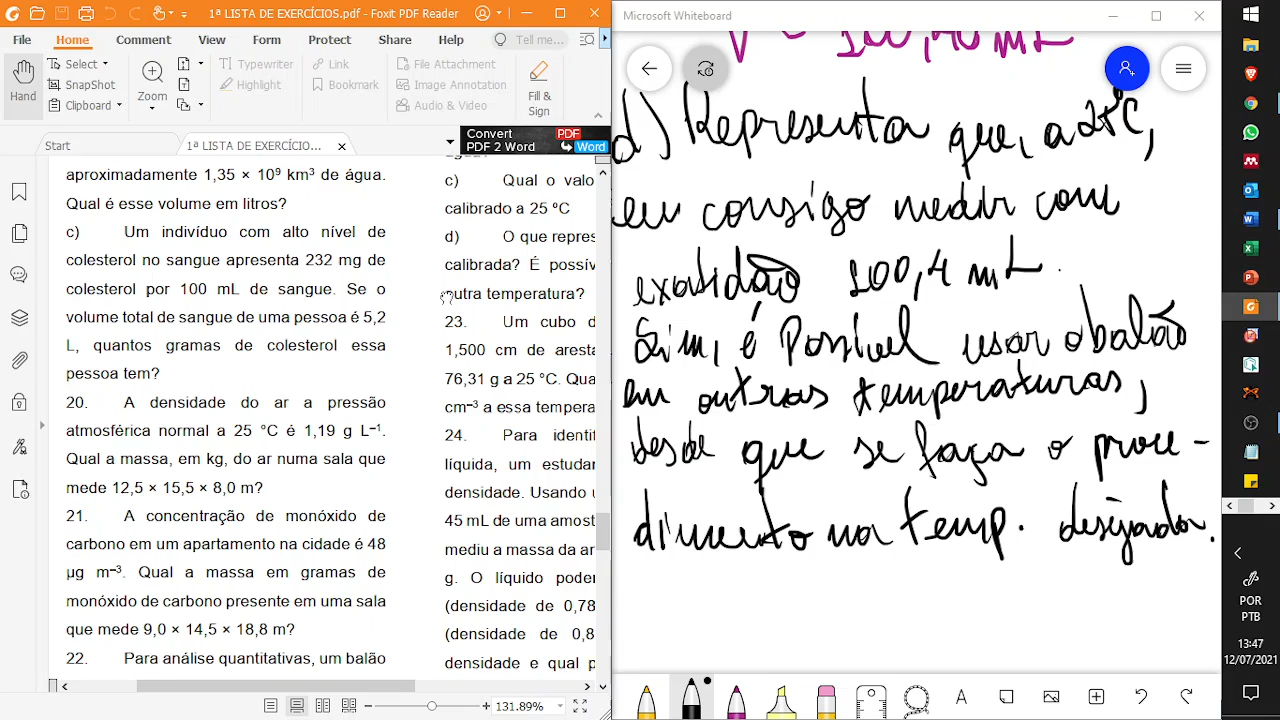 1ª LISTA DE EXERCÍCIOS.pdf - Foxit PDF Reader
File Home Comment View Form Protect Share Help Tell me...
Hand
Select
SnapShot
Clipboard
Zoom
Typewriter
Highlight
Link
Bookmark
File Attachment
Image Annotation
Audio & Video
Fill &
Sign
Start
1ª LISTA DE EXERCÍCIO...
Convert PDF
PDF 2 Word Word
aproximadamente 1,35 × 10⁹ km³ de água.
Qual é esse volume em litros?
c) Um indivíduo com alto nível de
colesterol no sangue apresenta 232 mg de
colesterol por 100 mL de sangue. Se o
volume total de sangue de uma pessoa é 5,2
L, quantos gramas de colesterol essa
pessoa tem?
20. A densidade do ar a pressão
atmosférica normal a 25 °C é 1,19 g L⁻¹.
Qual a massa, em kg, do ar numa sala que
mede 12,5 × 15,5 × 8,0 m?
21. A concentração de monóxido de
carbono em um apartamento na cidade é 48
µg m⁻³. Qual a massa em gramas de
monóxido de carbono presente em uma sala
que mede 9,0 × 14,5 × 18,8 m?
22. Para análise quantitativas, um balão
c) Qual o valo
calibrado a 25 °C
d) O que repres
calibrada? É possív
outra temperatura?
23. Um cubo d
1,500 cm de arest
76,31 g a 25 °C. Qua
cm⁻³ a essa tempera
24. Para identif
líquida, um estudar
densidade. Usando u
45 mL de uma amost
mediu a massa da ar
g. O líquido poder
(densidade de 0,78
(densidade de 0,8
densidade e qual p
131.89%
Microsoft Whiteboard
100,40 mL
d) Representa que, a 25°C,
eu consigo medir com
exatidão 100,4 mL.
Sim, é possível usar o balão
em outras temperaturas,
desde que se faça o proce-
dimento na temp. desejada.
POR
PTB
13:47
12/07/2021